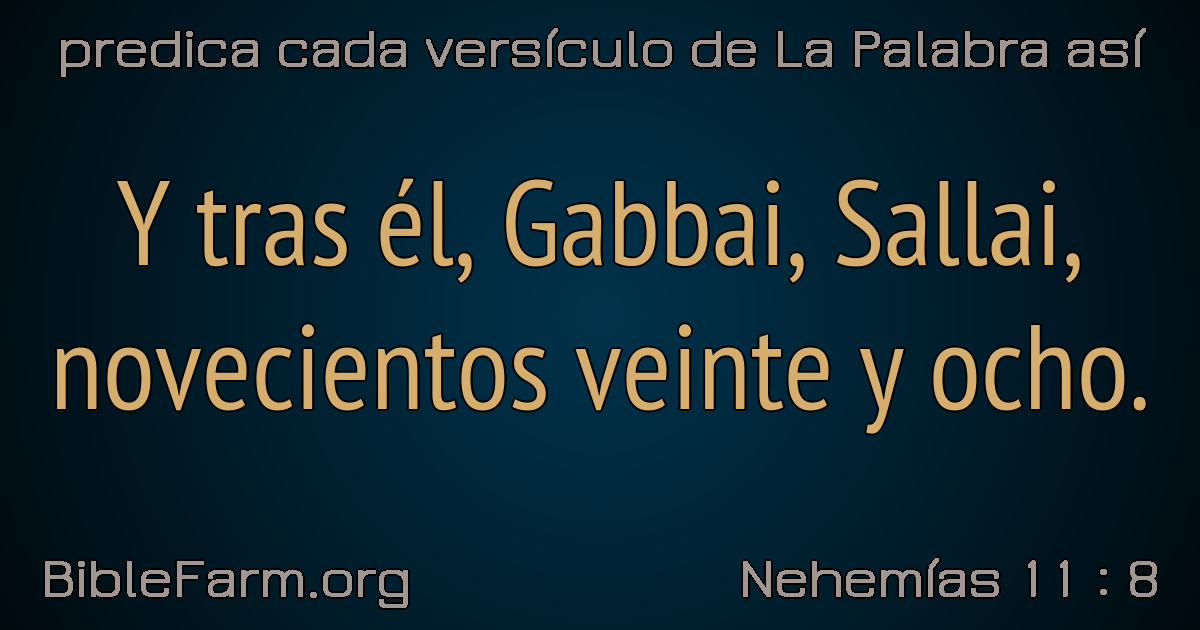 predica cada versículo de La Palabra así
Y tras él, Gabbai, Sallai,
novecientos veinte y ocho.
BibleFarm.org
Nehemías 11 : 8